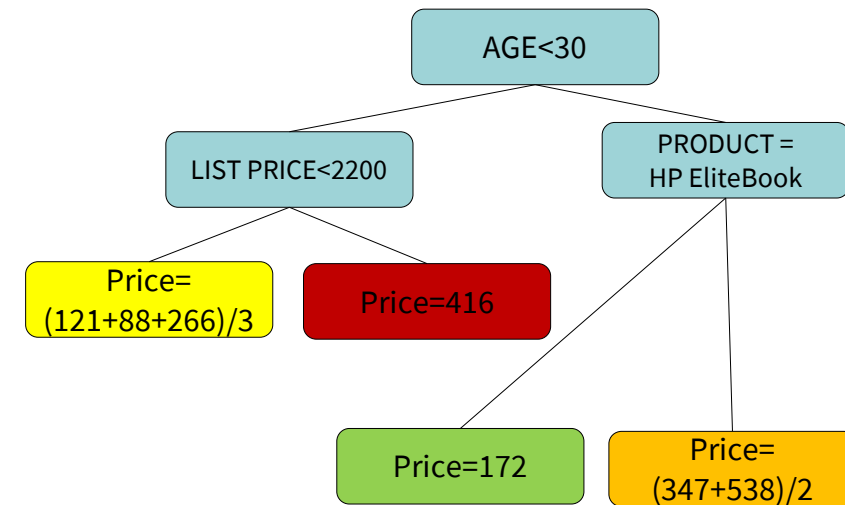 AGE<30
LIST PRICE<2200
PRODUCT =
HP EliteBook
Price=
(121+88+266)/3
Price=416
Price=172
Price=
(347+538)/2